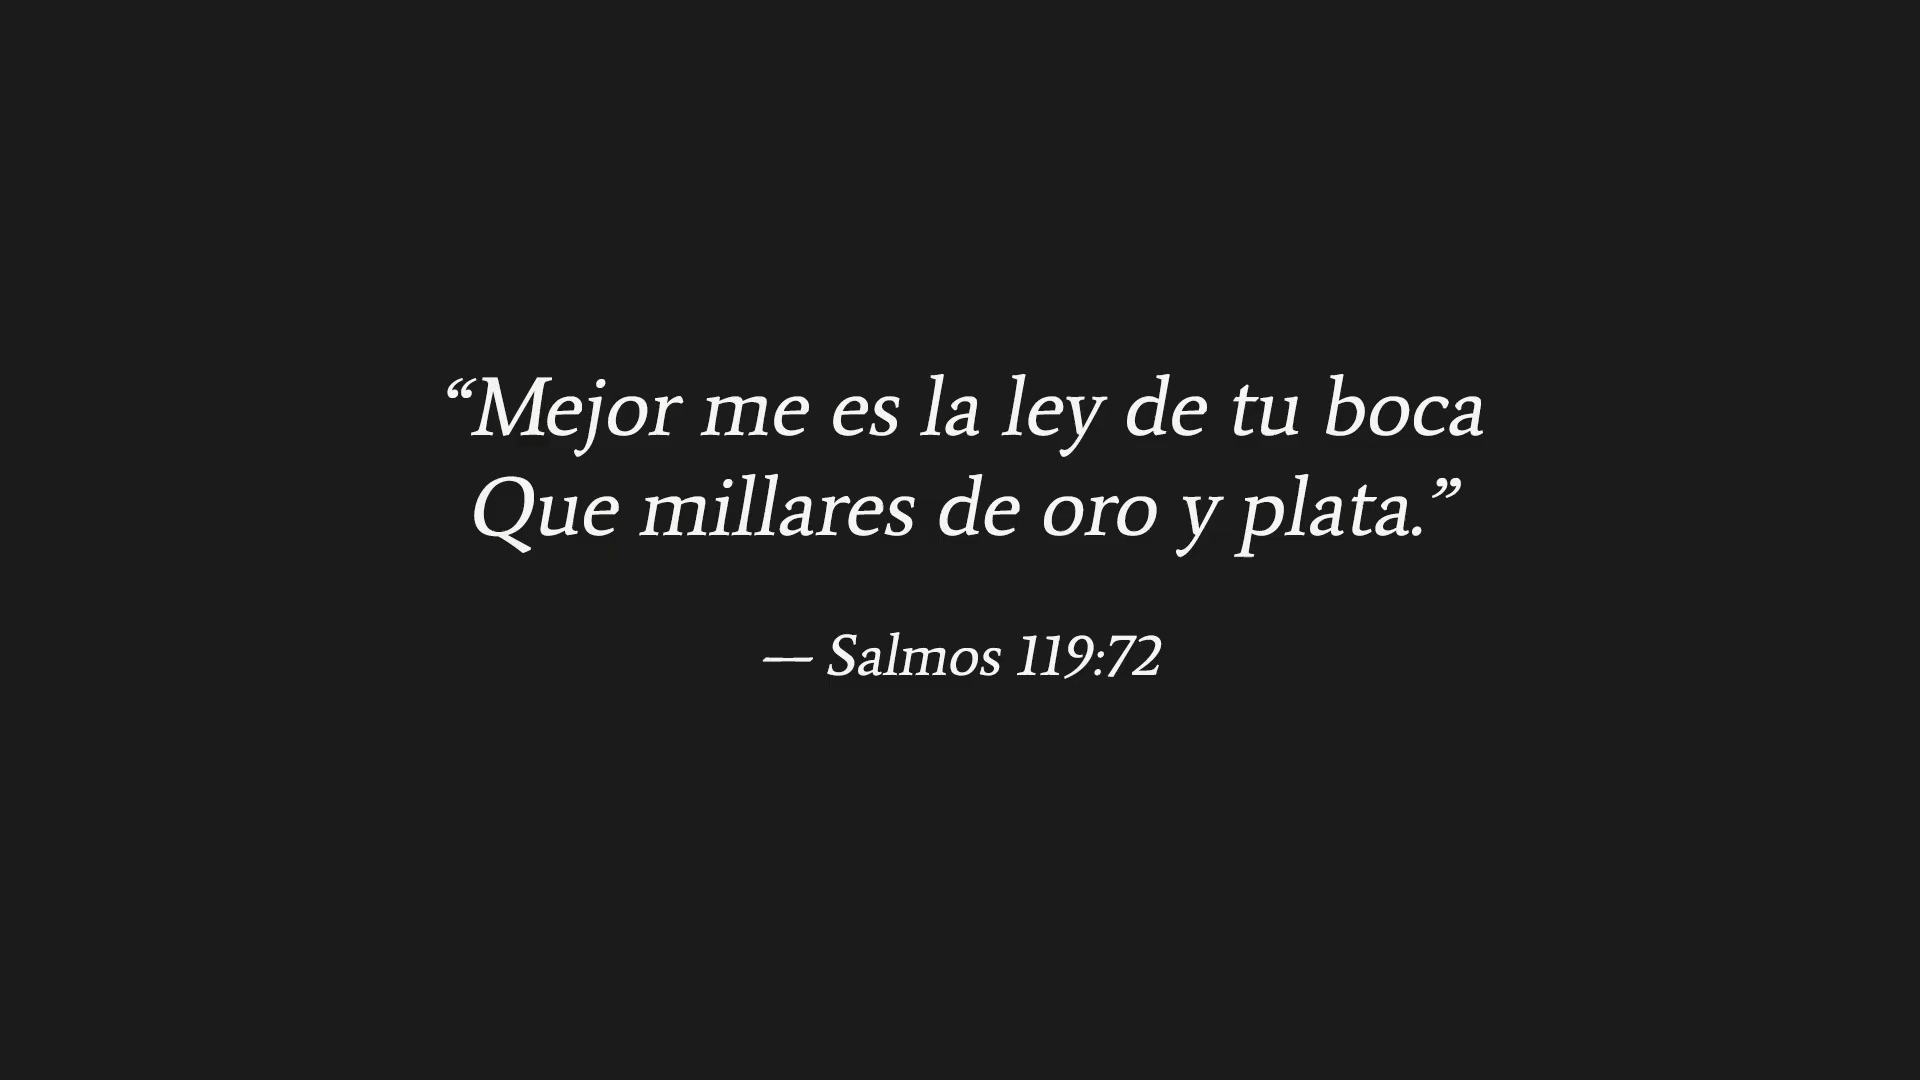 “Mejor me es la ley de tu boca
Que millares de oro y plata.”
— Salmos 119:72